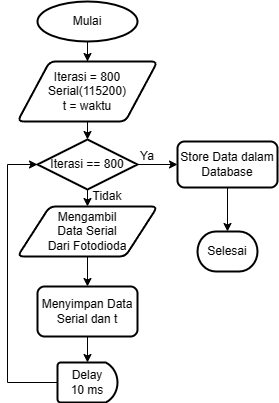 Mulai
Iterasi = 800
Serial(115200)
t = waktu
Iterasi == 800
Ya
Store Data dalam
Database
Tidak
Mengambil
Data Serial
Dari Fotodioda
Selesai
Menyimpan Data
Serial dan t
Delay
10 ms